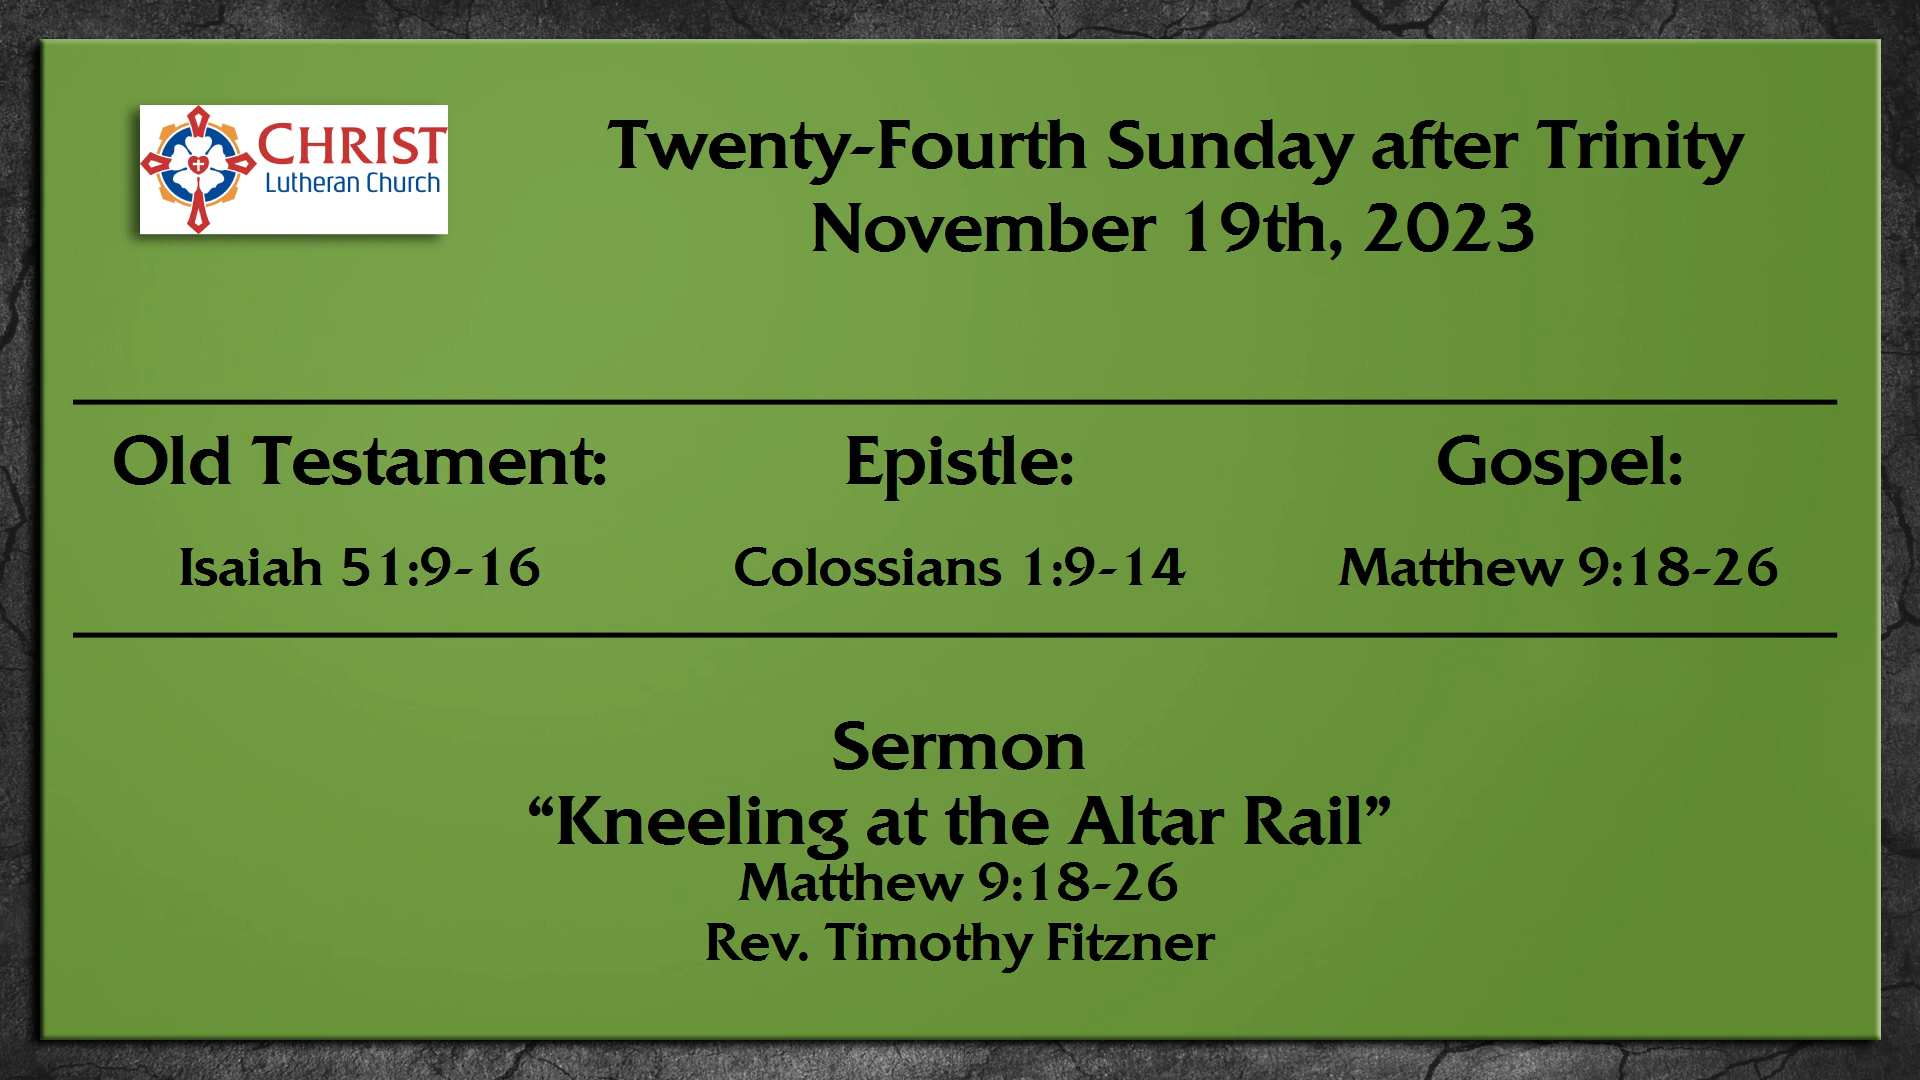 CHRIST
Lutheran Church
Twenty-Fourth Sunday after Trinity
November 19th, 2023
Old Testament:
Epistle:
Gospel:
Isaiah 51:9-16
Colossians 1:9-14
Matthew 9:18-26
Sermon
“Kneeling at the Altar Rail”
Matthew 9:18-26
Rev. Timothy Fitzner